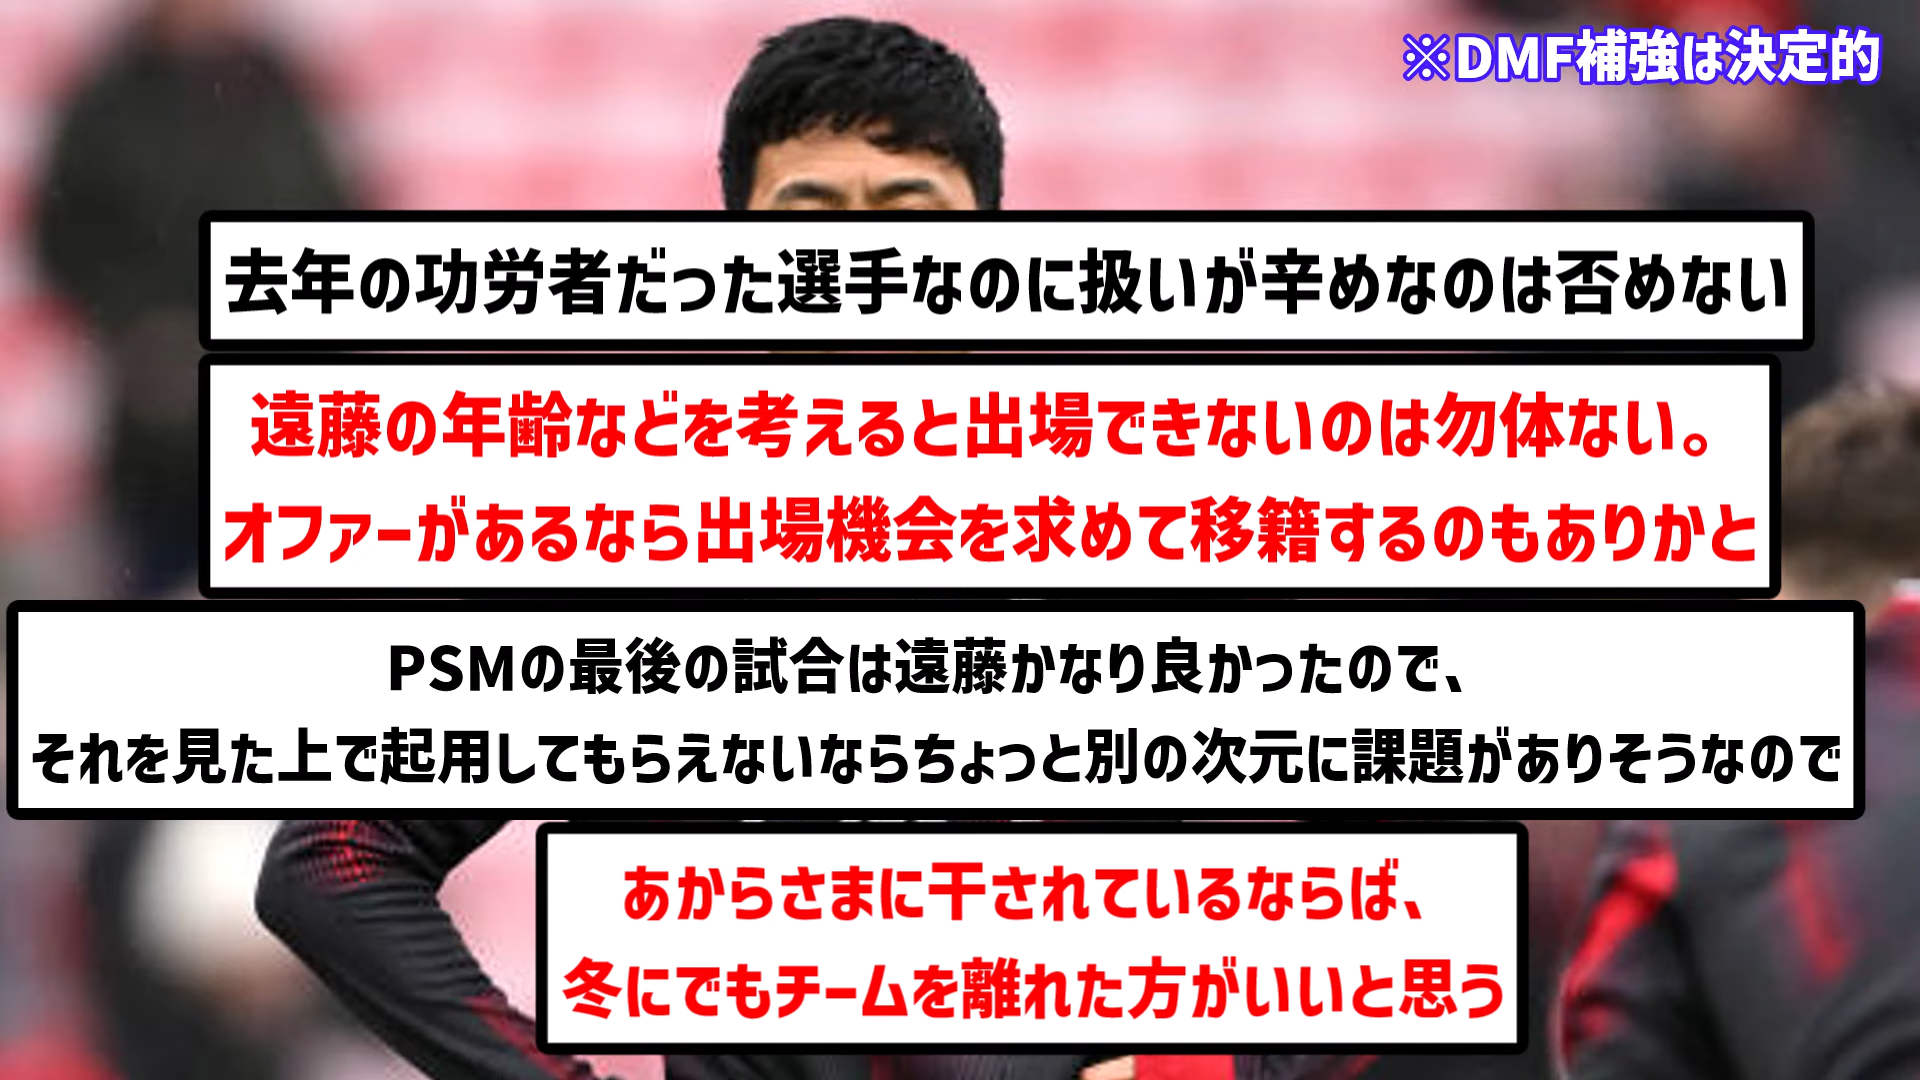 ※DMF補強は決定的
去年の功労者だった選手なのに扱いが辛めなのは否めない
遠藤の年齢などを考えると出場できないのは勿体ない。
オファーがあるなら出場機会を求めて移籍するのもありかと
PSMの最後の試合は遠藤かなり良かったので、
それを見た上で起用してもらえないならちょっと別の次元に課題がありそうなので
あからさまに干されているならば、
冬にでもチームを離れた方がいいと思う